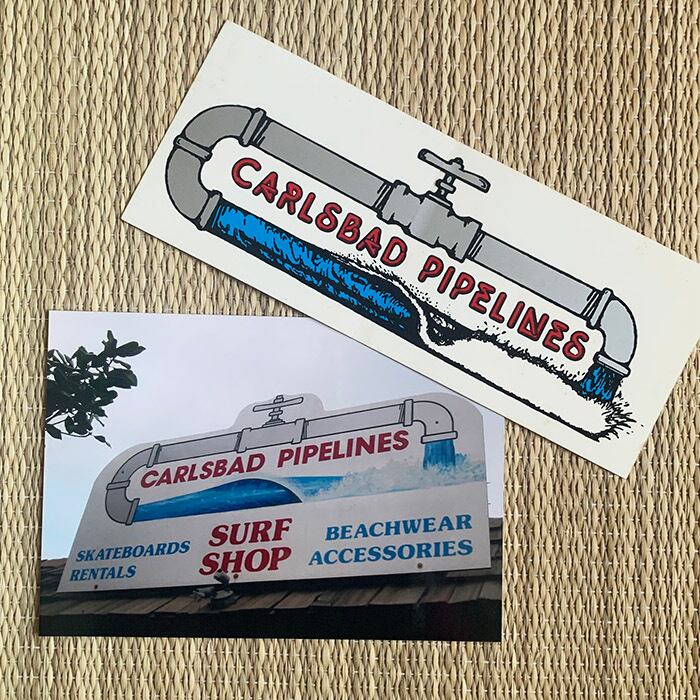 CARLSBAD PIPELINES
CARLSBAD PIPELINES
SKATEBOARDS
RENTALS
SURF
SHOP
BEACHWEAR
ACCESSORIES